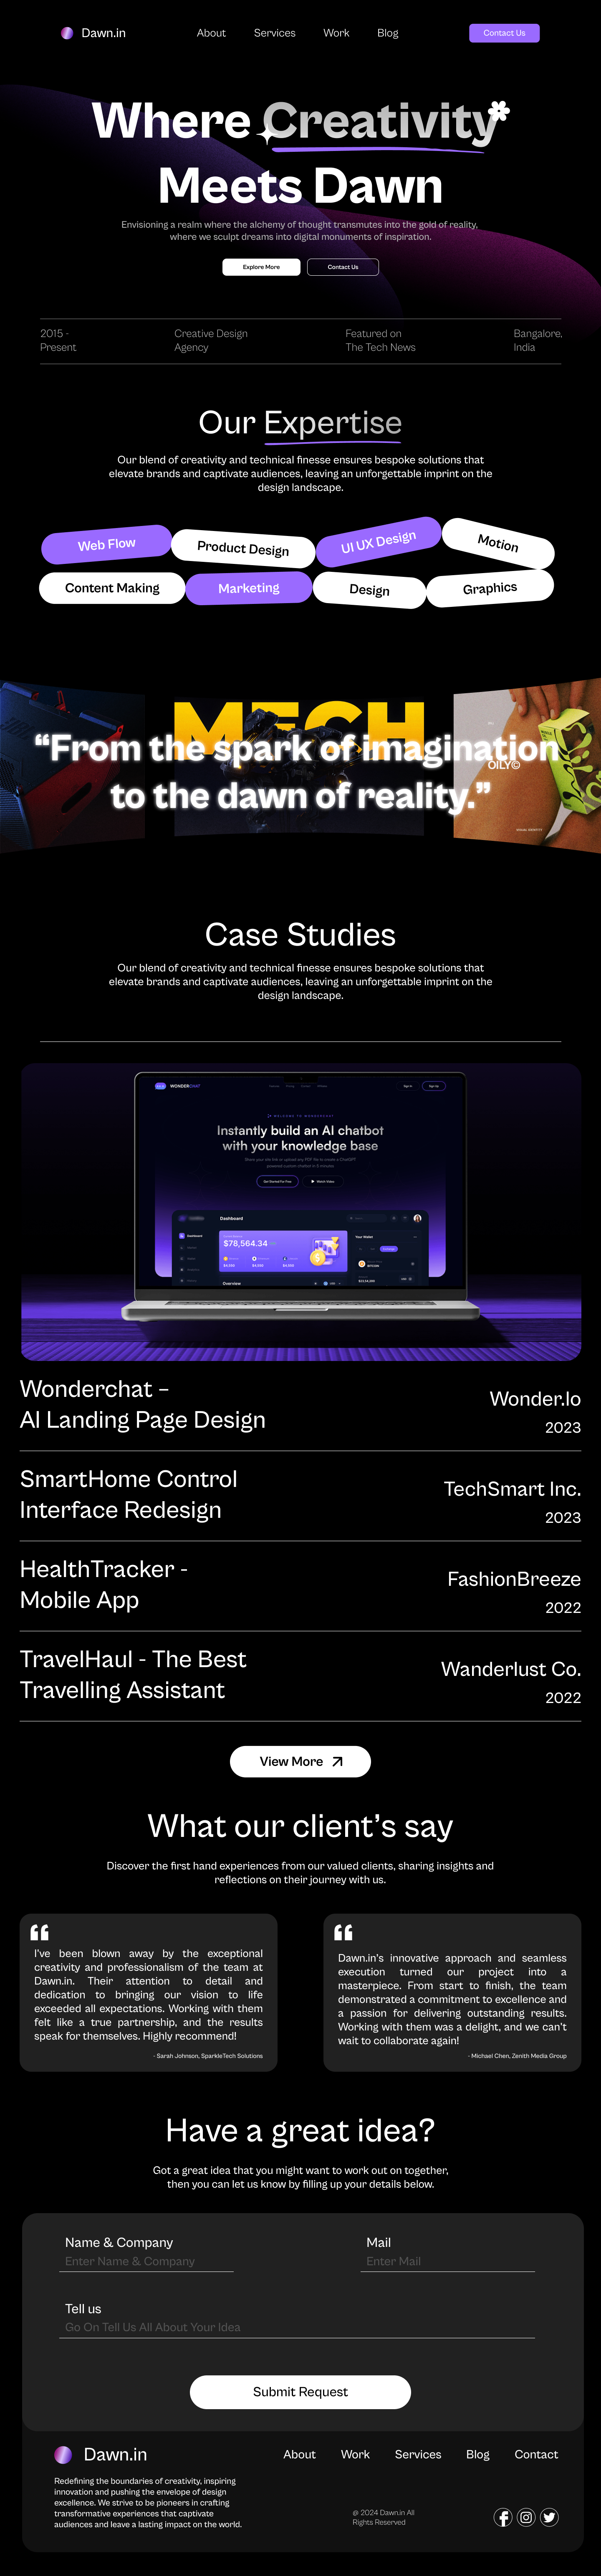 Dawn.in
About
Services
Work
Blog
Contact Us
Where Creativity
Meets Dawn
Envisioning a realm where the alchemy of thought transmutes into the gold of reality,
where we sculpt dreams into digital monuments of inspiration.
Explore More
Contact Us
2015 -
Present
Creative Design
Agency
Featured on
The Tech News
Bangalore,
India
Our Expertise
Our blend of creativity and technical finesse ensures bespoke solutions that
elevate brands and captivate audiences, leaving an unforgettable imprint on the
design landscape.
Web Flow
Product Design
UI UX Design
Motion
Content Making
Marketing
Design
Graphics
MECH
“From the spark of imagination
to the dawn of reality.”
OILY©
Case Studies
Our blend of creativity and technical finesse ensures bespoke solutions that
elevate brands and captivate audiences, leaving an unforgettable imprint on the
design landscape.
WONDERCHAT
Instantly build an AI chatbot
with your knowledge base
Get Started For Free
Watch Video
Dashboard
$78,564.34
Your Wallet
Overview
Wonderchat –
AI Landing Page Design
Wonder.Io
2023
SmartHome Control
Interface Redesign
TechSmart Inc.
2023
HealthTracker -
Mobile App
FashionBreeze
2022
TravelHaul - The Best
Travelling Assistant
Wanderlust Co.
2022
View More
What our client’s say
Discover the first hand experiences from our valued clients, sharing insights and
reflections on their journey with us.
I've been blown away by the exceptional
creativity and professionalism of the team at
Dawn.in. Their attention to detail and
dedication to bringing our vision to life
exceeded all expectations. Working with them
felt like a true partnership, and the results
speak for themselves. Highly recommend!
- Sarah Johnson, SparkleTech Solutions
Dawn.in's innovative approach and seamless
execution turned our project into a
masterpiece. From start to finish, the team
demonstrated a commitment to excellence and
a passion for delivering outstanding results.
Working with them was a delight, and we can't
wait to collaborate again!
- Michael Chen, Zenith Media Group
Have a great idea?
Got a great idea that you might want to work out on together,
then you can let us know by filling up your details below.
Name & Company
Enter Name & Company
Mail
Enter Mail
Tell us
Go On Tell Us All About Your Idea
Submit Request
Dawn.in
About
Work
Services
Blog
Contact
Redefining the boundaries of creativity, inspiring
innovation and pushing the envelope of design
excellence. We strive to be pioneers in crafting
transformative experiences that captivate
audiences and leave a lasting impact on the world.
@ 2024 Dawn.in All
Rights Reserved